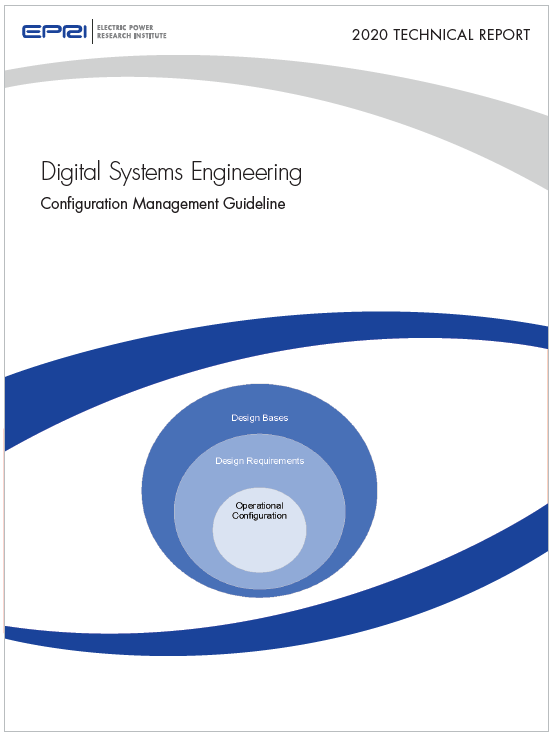 EPRI
ELECTRIC POWER
RESEARCH INSTITUTE
2020 TECHNICAL REPORT
Digital Systems Engineering
Configuration Management Guideline
Design Bases
Design Requirements
Operational
Configuration